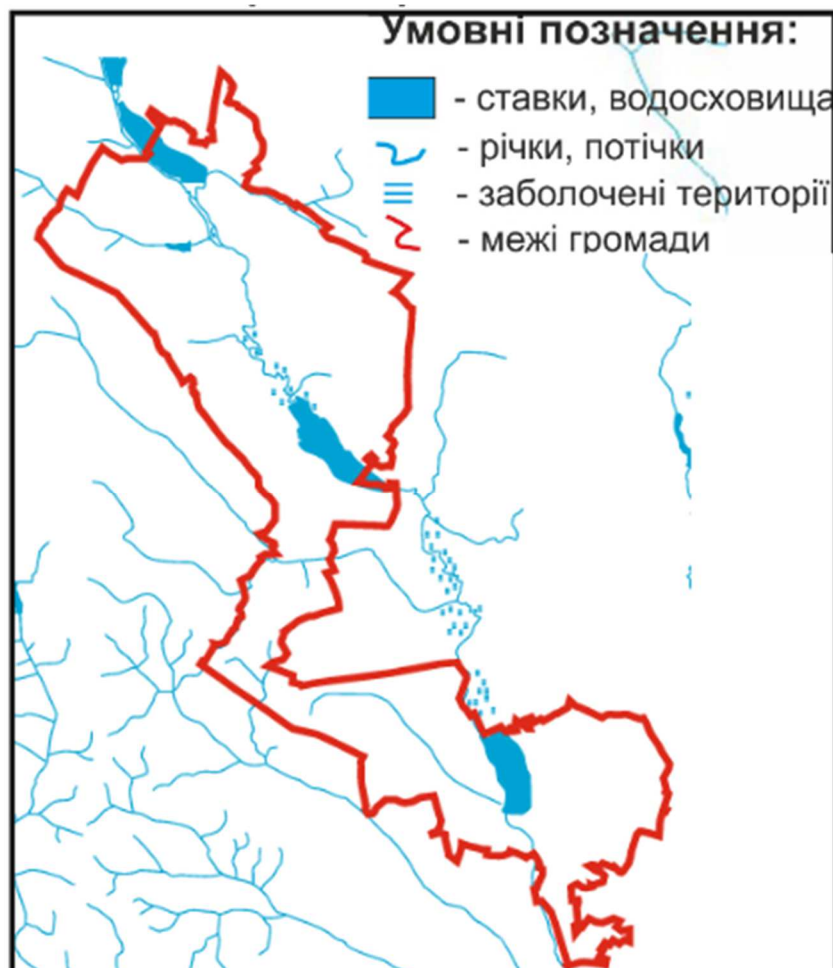 Умовні позначення:
- ставки, водосховища
- річки, потічки
- заболочені території
- межі громади